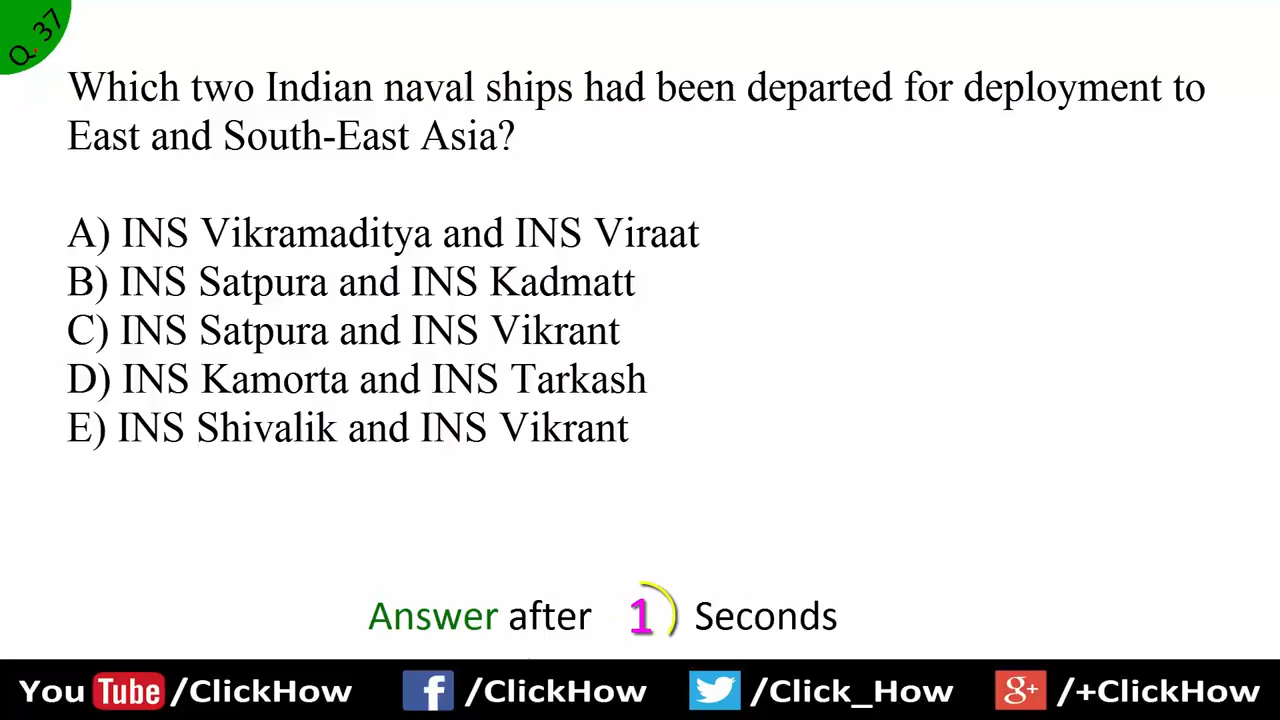 Q. 37
Which two Indian naval ships had been departed for deployment to
East and South-East Asia?
A) INS Vikramaditya and INS Viraat
B) INS Satpura and INS Kadmatt
C) INS Satpura and INS Vikrant
D) INS Kamorta and INS Tarkash
E) INS Shivalik and INS Vikrant
Answer after 1 Seconds
You Tube /ClickHow f /ClickHow /Click_How g+ /+ClickHow